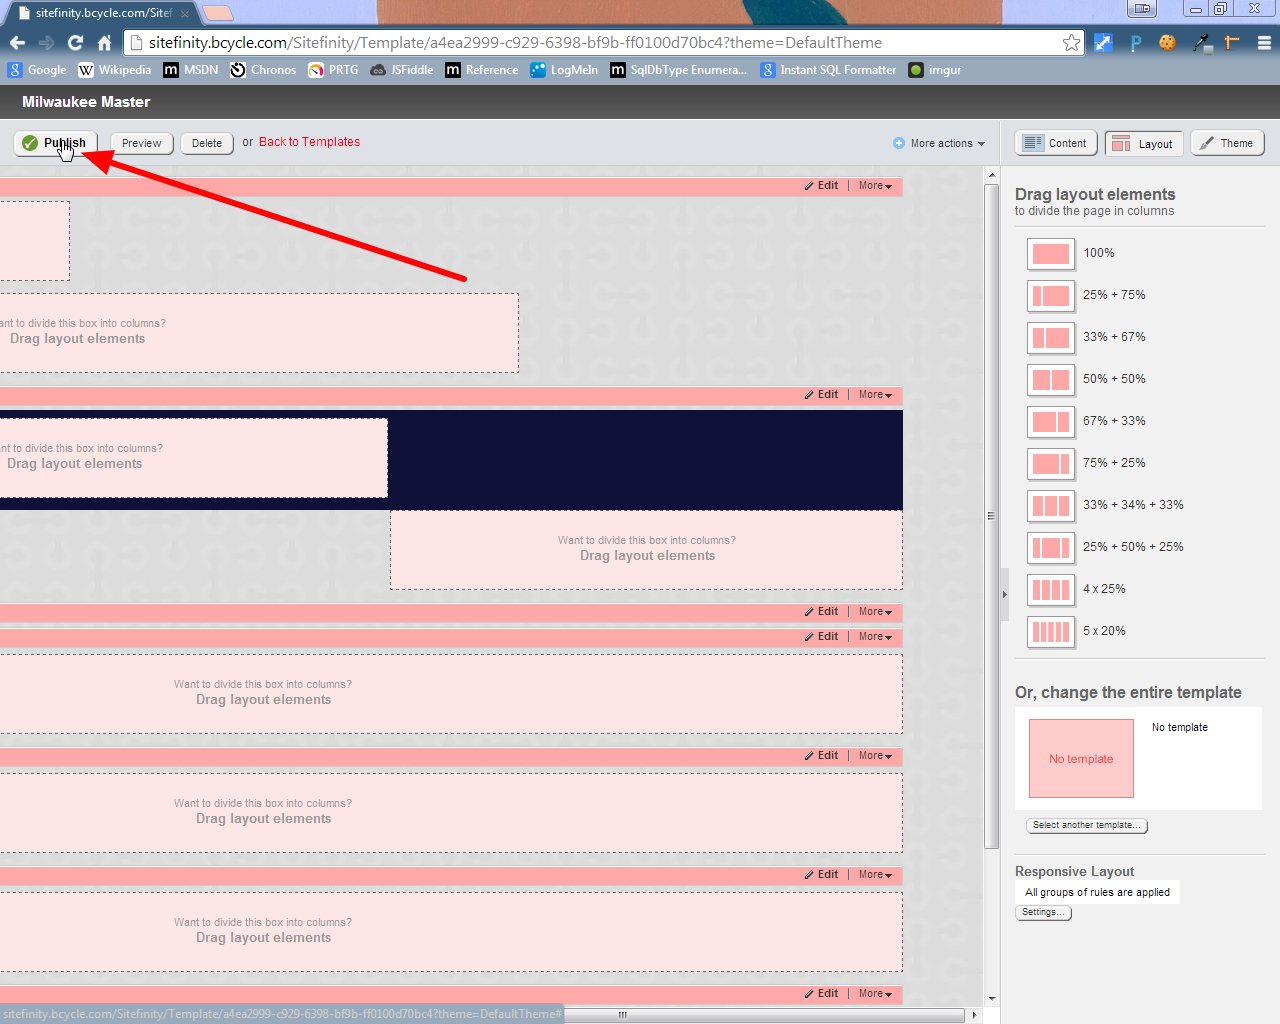 sitefinity.bcycle.com/Sitef
sitefinity.bcycle.com/Sitefinity/Template/a4ea2999-c929-6398-bf9b-ff0100d70bc4?theme=DefaultTheme
Google Wikipedia MSDN Chronos PRTG JSFiddle Reference LogMeIn SqlDbType Enumera... Instant SQL Formatter imgur
Milwaukee Master
Publish Preview Delete or Back to Templates More actions Content Layout Theme
Edit | More
Drag layout elements
to divide the page in columns
100%
25% + 75%
33% + 67%
50% + 50%
67% + 33%
75% + 25%
33% + 34% + 33%
25% + 50% + 25%
4 x 25%
5 x 20%
ant to divide this box into columns?
Drag layout elements
Edit | More
nt to divide this box into columns?
Drag layout elements
Want to divide this box into columns?
Drag layout elements
Edit | More
Edit | More
Want to divide this box into columns?
Drag layout elements
Edit | More
Want to divide this box into columns?
Drag layout elements
Edit | More
Want to divide this box into columns?
Drag layout elements
Edit | More
Or, change the entire template
No template
No template
Select another template...
Responsive Layout
All groups of rules are applied
Settings...
sitefinity.bcycle.com/Sitefinity/Template/a4ea2999-c929-6398-bf9b-ff0100d70bc4?theme=DefaultTheme#